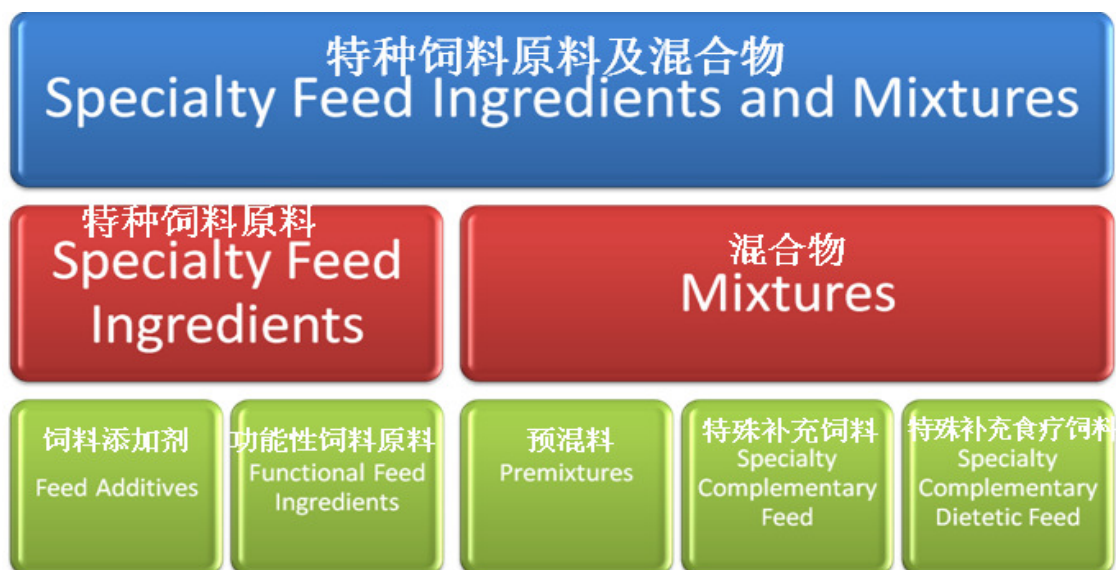 特种饲料原料及混合物
Specialty Feed Ingredients and Mixtures
特种饲料原料
Specialty Feed
Ingredients
混合物
Mixtures
饲料添加剂
Feed Additives
功能性饲料原料
Functional Feed
Ingredients
预混料
Premixtures
特殊补充饲料
Specialty
Complementary
Feed
特殊补充食疗饲料
Specialty
Complementary
Dietetic Feed